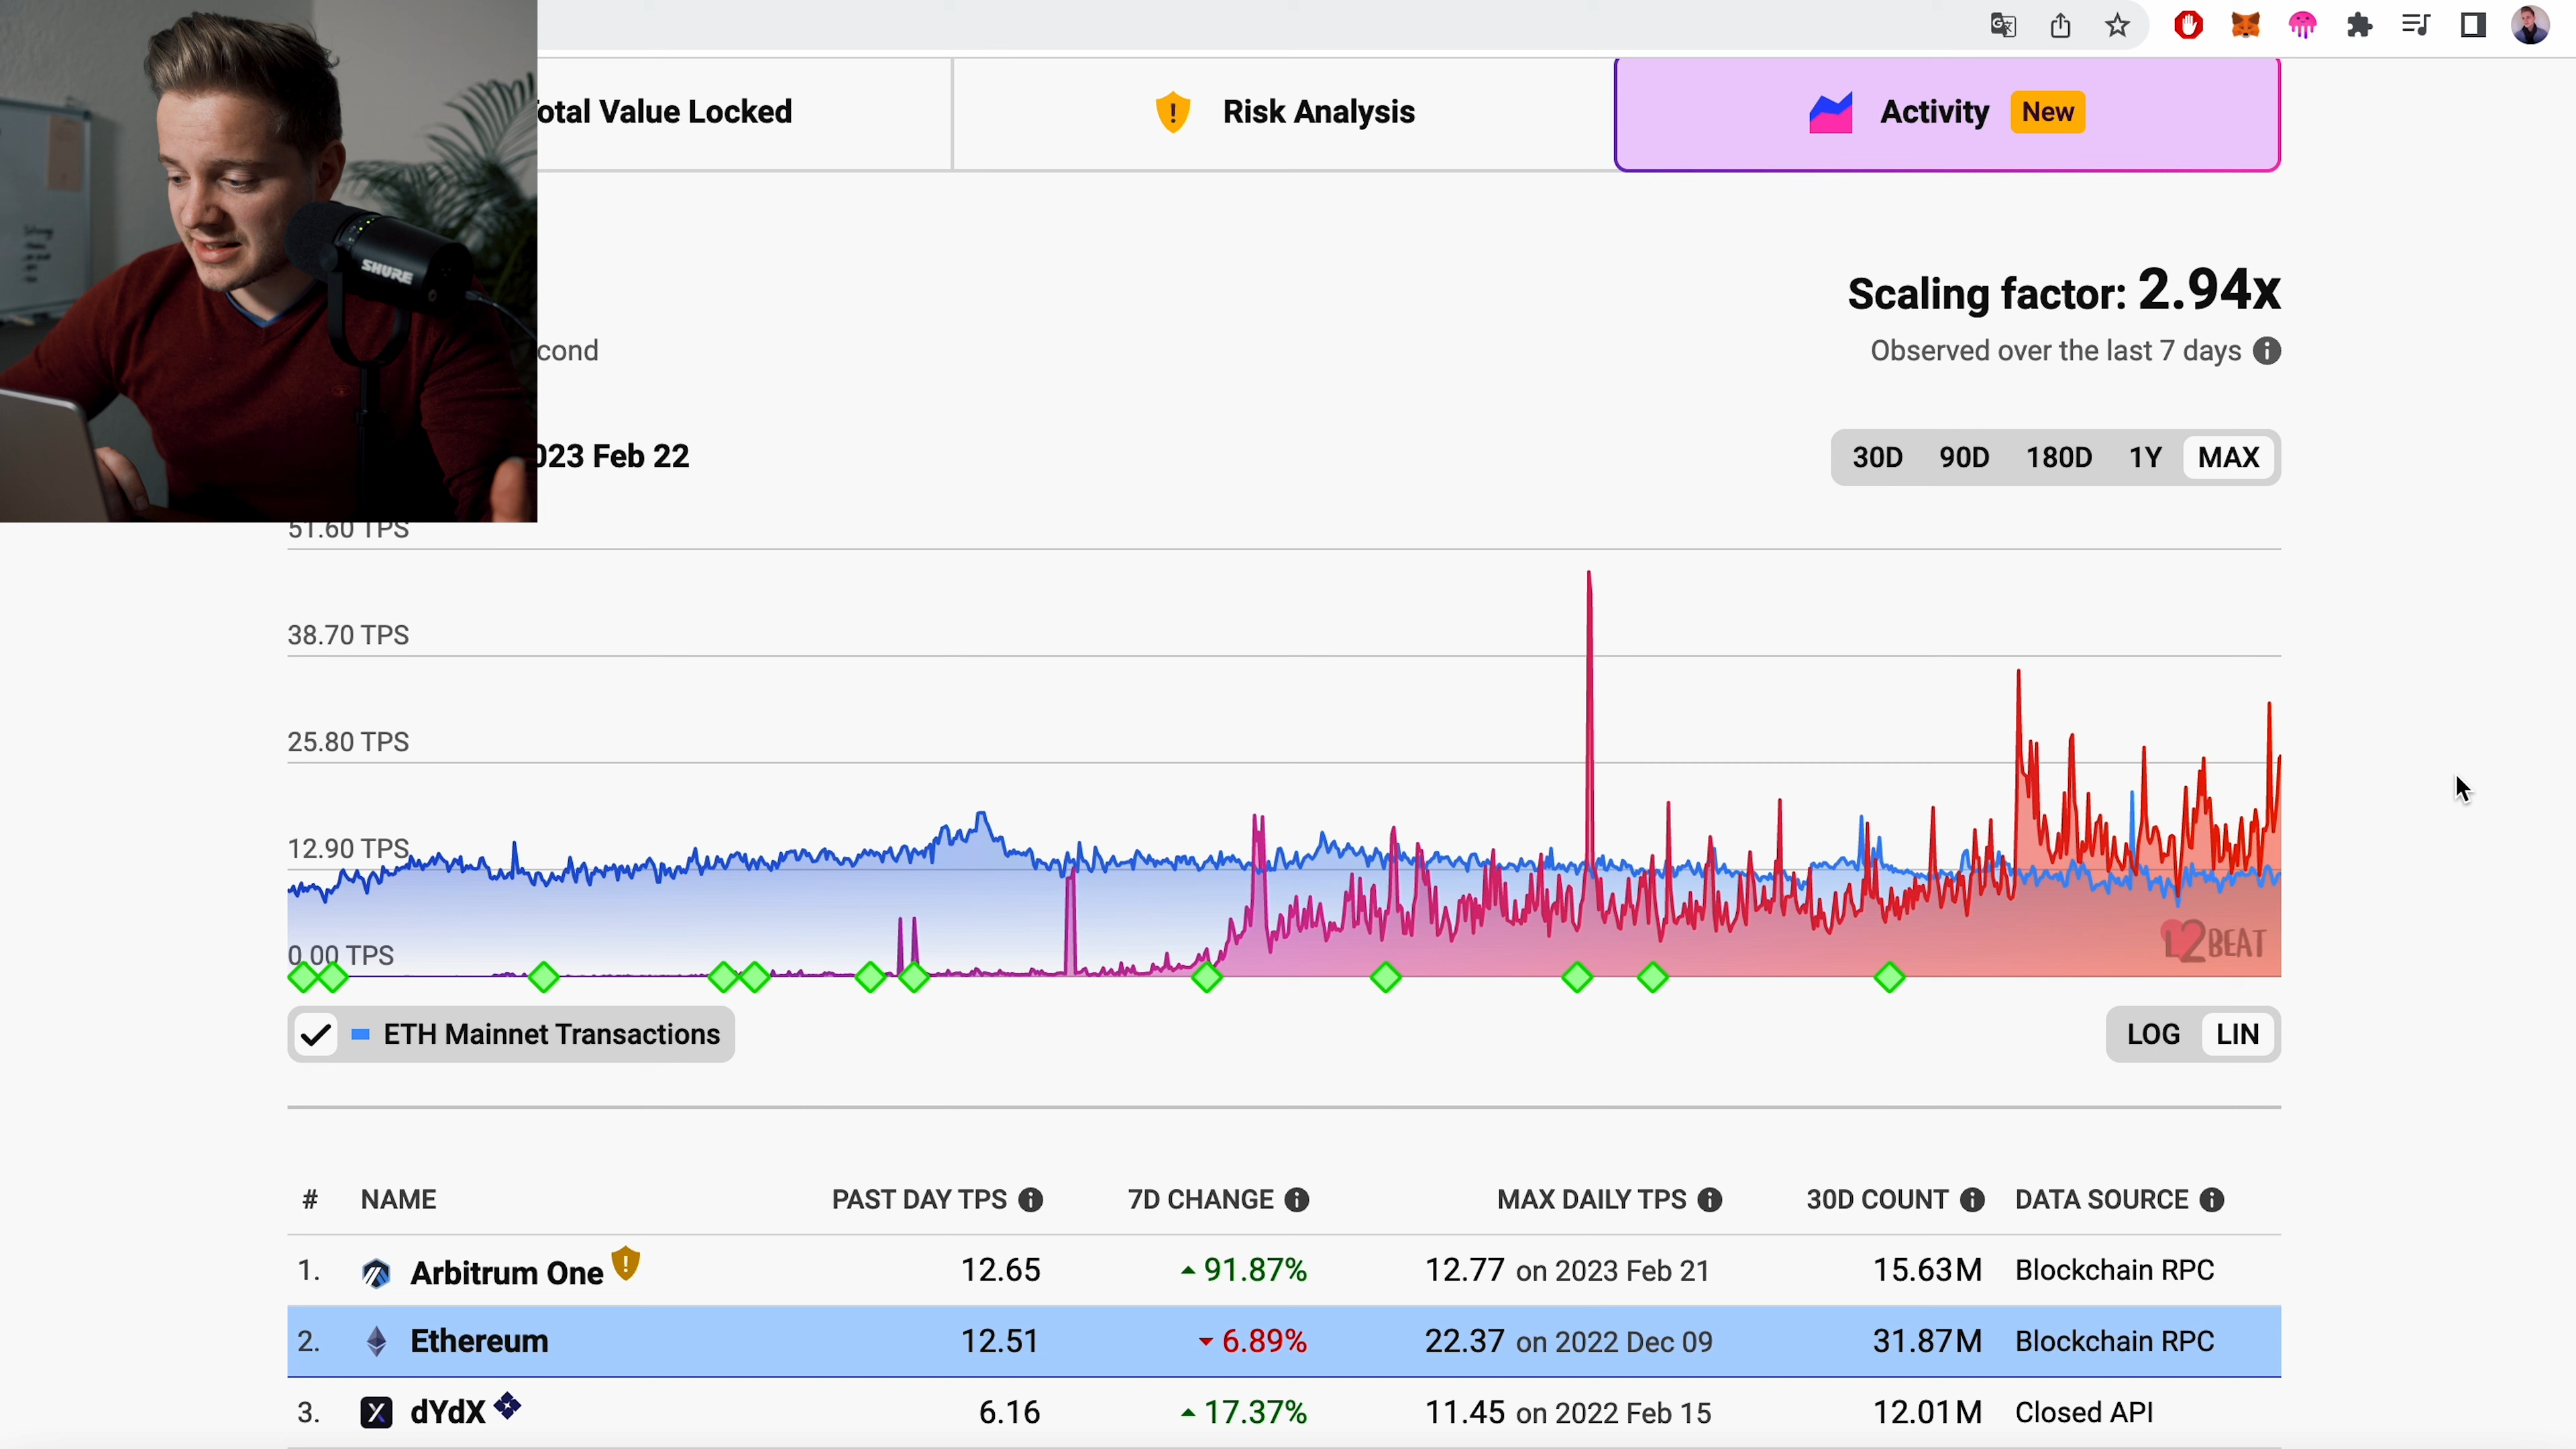 otal Value Locked
Risk Analysis
Activity New
SHURE
Scaling factor: 2.94x
cond
Observed over the last 7 days
023 Feb 22
30D 90D 180D 1Y MAX
51.60 TPS
38.70 TPS
25.80 TPS
12.90 TPS
0.00 TPS
L2BEAT
ETH Mainnet Transactions
LOG LIN
# NAME PAST DAY TPS 7D CHANGE MAX DAILY TPS 30D COUNT DATA SOURCE
1. Arbitrum One 12.65 91.87% 12.77 on 2023 Feb 21 15.63M Blockchain RPC
2. Ethereum 12.51 6.89% 22.37 on 2022 Dec 09 31.87M Blockchain RPC
3. dYdX 6.16 17.37% 11.45 on 2022 Feb 15 12.01M Closed API